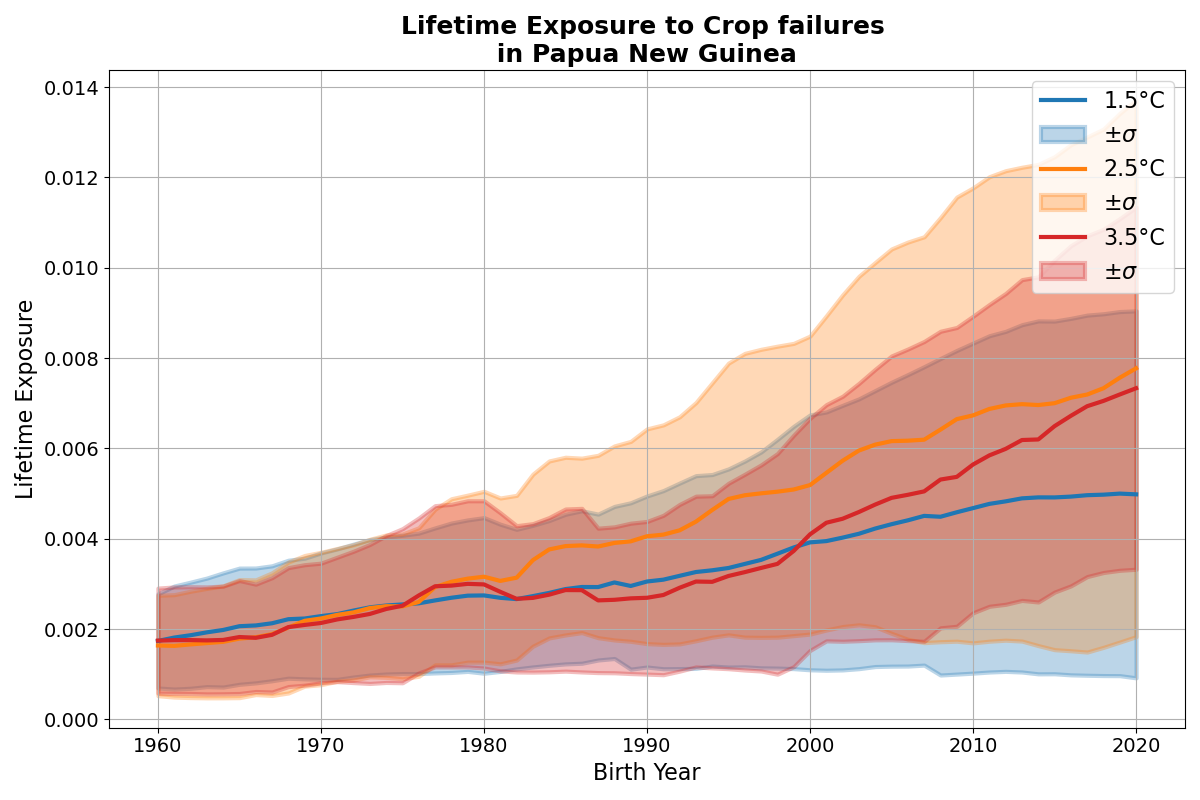 Lifetime Exposure to Crop failures
in Papua New Guinea
0.014
0.012
0.010
0.008
0.006
0.004
0.002
0.000
Lifetime Exposure
1960
1970
1980
1990
2000
2010
2020
Birth Year
1.5°C
±σ
2.5°C
±σ
3.5°C
±σ